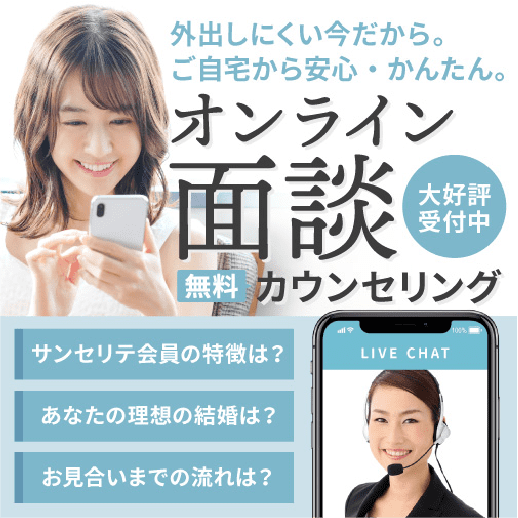 外出しにくい今だから。
ご自宅から安心・かんたん。
オンライン
面談
大好評
受付中
無料 カウンセリング
サンセリテ会員の特徴は？
あなたの理想の結婚は？
お見合いまでの流れは？
100%
LIVE CHAT